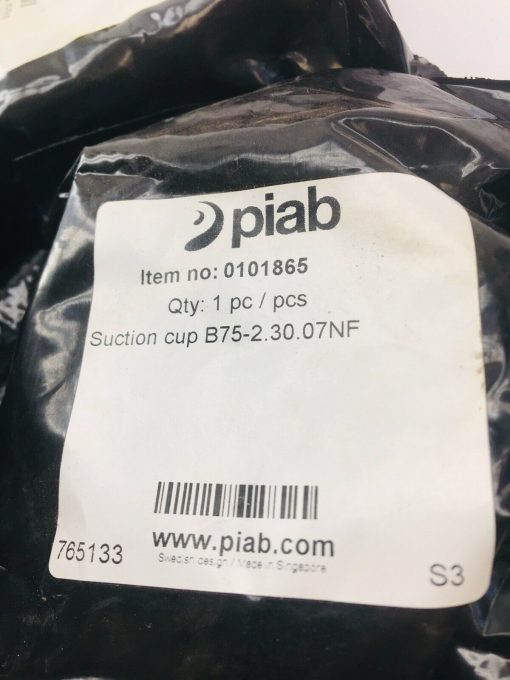 piab
Item no: 0101865
Qty: 1 pc / pcs
Suction cup B75-2.30.07NF
www.piab.com
765133
Swedish design / Made in Singapore
S3